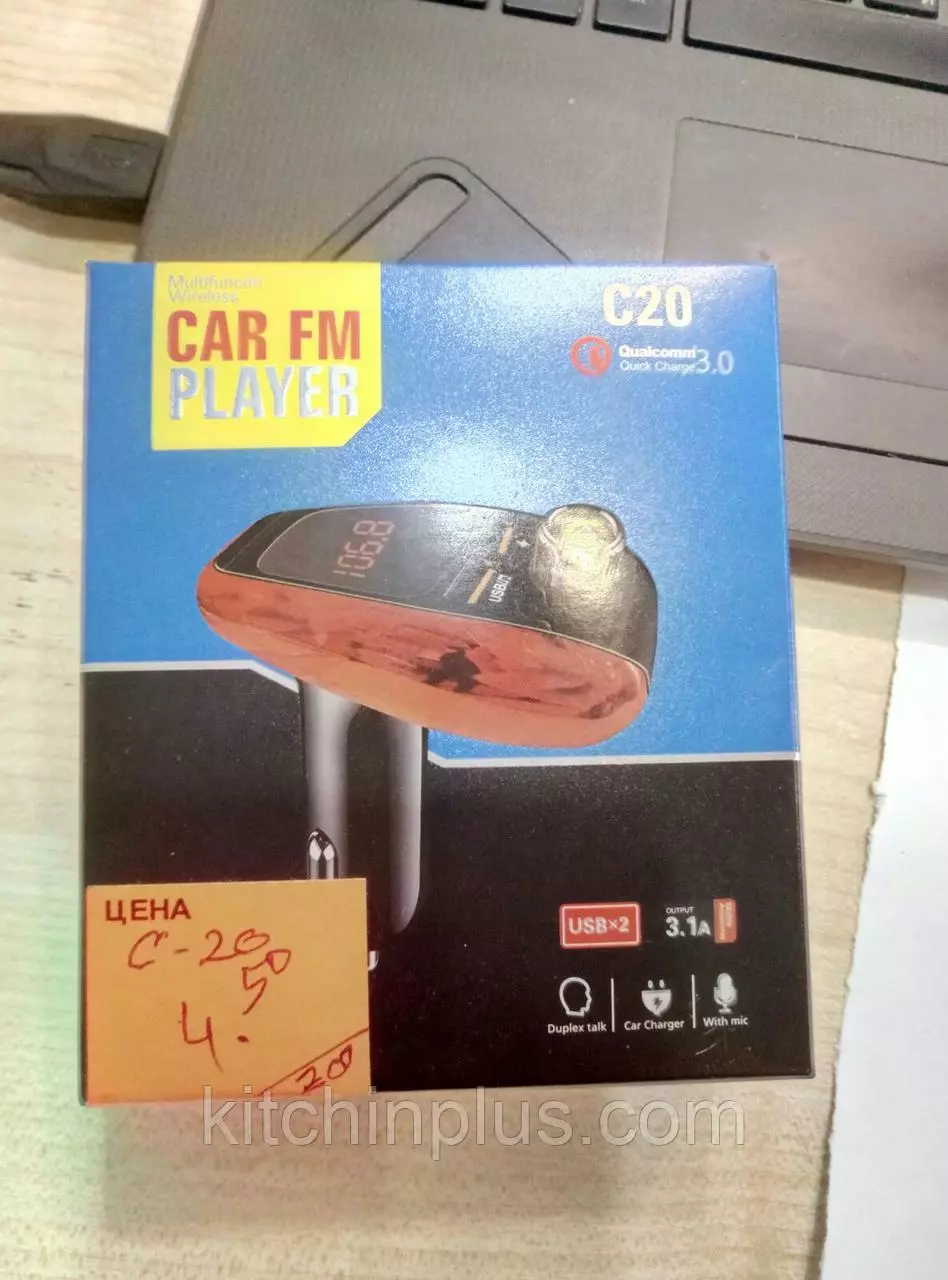 Multifuncon
Wireless
CAR FM
PLAYER
C20
Qualcomm
Quick Charge 3.0
106.8
USB
USB×2
OUTPUT
3.1A
Duplex talk
Car Charger
With mic
ЦЕНА
C-20
4.50
200
kitchinplus.com